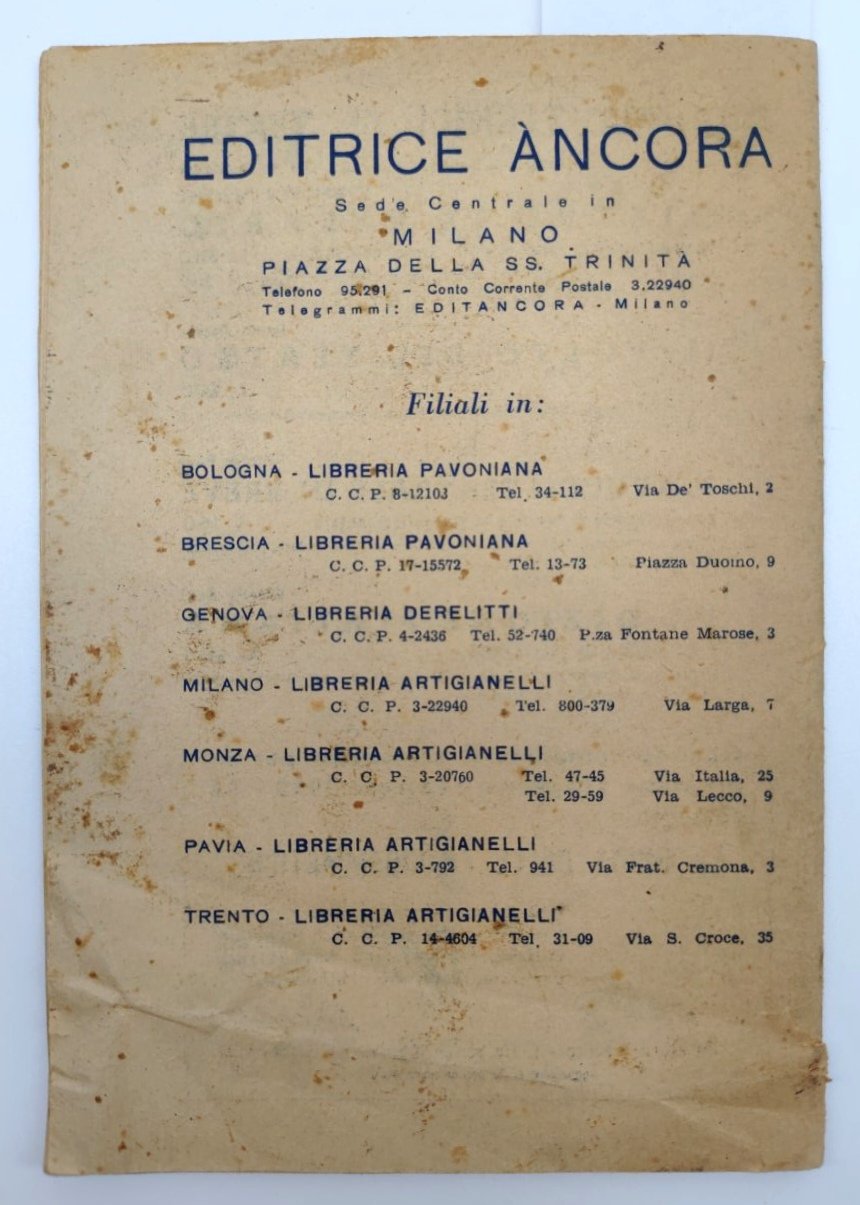 EDITRICE ÀNCORA
Sede Centrale in
MILANO
PIAZZA DELLA SS. TRINITÀ
Telefono 95.291 - Conto Corrente Postale 3.22940
Telegrammi: EDITANCORA - Milano
Filiali in:
BOLOGNA - LIBRERIA PAVONIANA
C. C. P. 8-12103 Tel. 34-112 Via De' Toschi, 2
BRESCIA - LIBRERIA PAVONIANA
C. C. P. 17-15572 Tel. 13-73 Piazza Duomo, 9
GENOVA - LIBRERIA DERELITTI
C. C. P. 4-2436 Tel. 52-740 P.za Fontane Marose, 3
MILANO - LIBRERIA ARTIGIANELLI
C. C. P. 3-22940 Tel. 800-379 Via Larga, 7
MONZA - LIBRERIA ARTIGIANELLI
C. C. P. 3-20760 Tel. 47-45 Via Italia, 25
Tel. 29-59 Via Lecco, 9
PAVIA - LIBRERIA ARTIGIANELLI
C. C. P. 3-792 Tel. 941 Via Frat. Cremona, 3
TRENTO - LIBRERIA ARTIGIANELLI
C. C. P. 14-4604 Tel. 31-09 Via S. Croce, 35